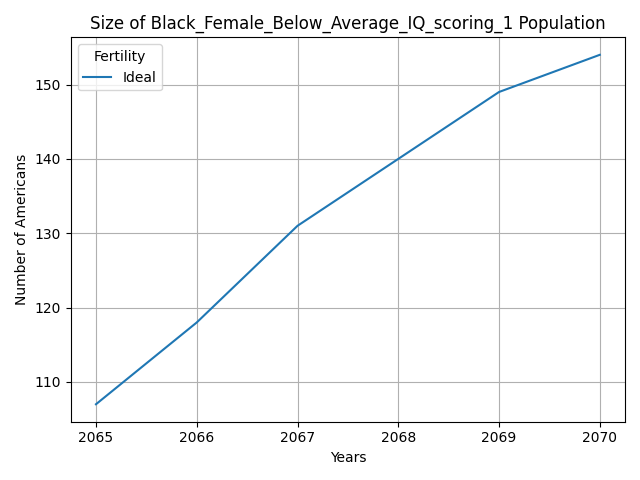 Size of Black_Female_Below_Average_IQ_scoring_1 Population
Fertility
Ideal
150
140
130
120
110
Number of Americans
2065 2066 2067 2068 2069 2070
Years